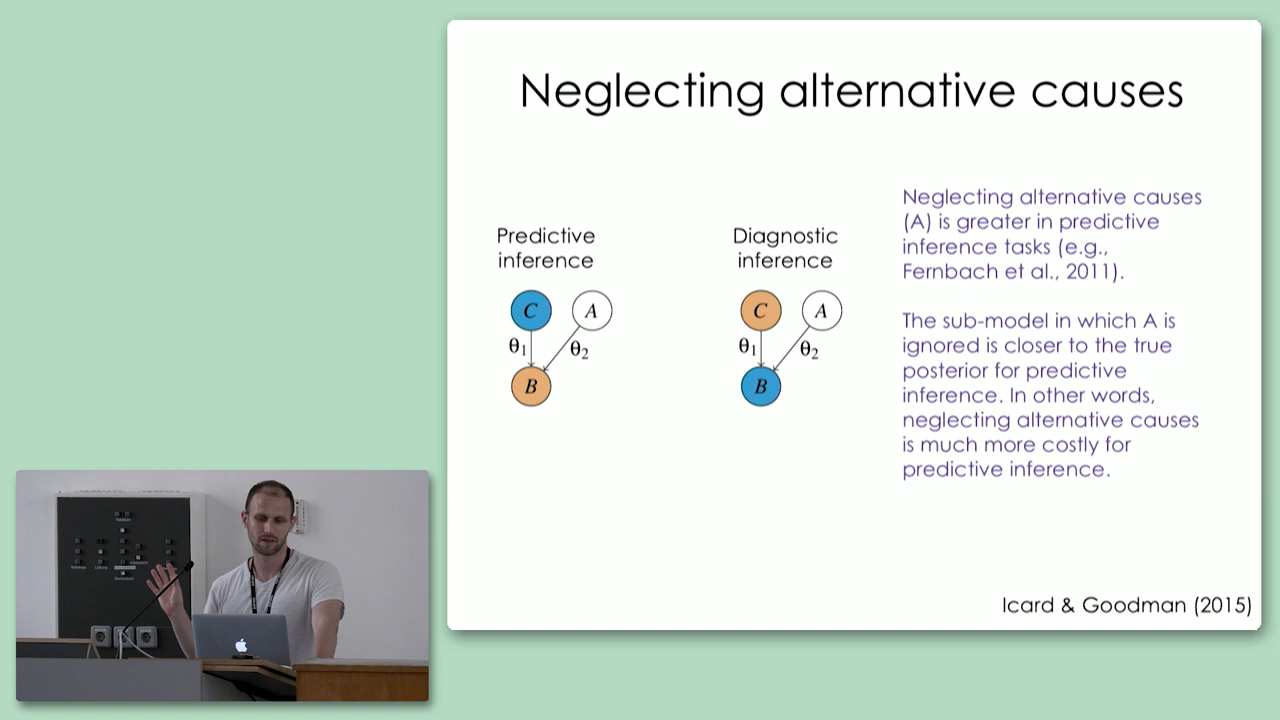 Neglecting alternative causes
Predictive
inference
C
A
θ1
θ2
B
Diagnostic
inference
C
A
θ1
θ2
B
Neglecting alternative causes
(A) is greater in predictive
inference tasks (e.g.,
Fernbach et al., 2011).
The sub-model in which A is
ignored is closer to the true
posterior for predictive
inference. In other words,
neglecting alternative causes
is much more costly for
predictive inference.
Icard & Goodman (2015)